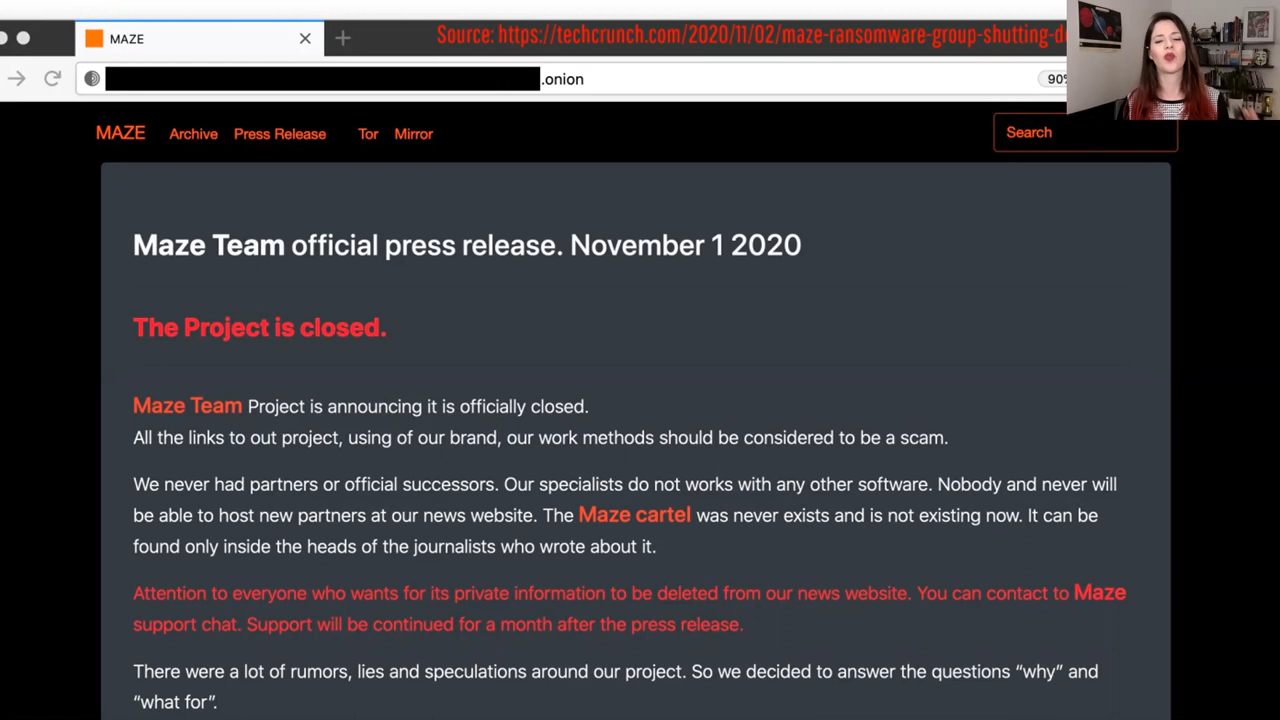 MAZE
Source: https://techcrunch.com/2020/11/02/maze-ransomware-group-shutting-d
.onion
90%
MAZE Archive Press Release Tor Mirror
Search
Maze Team official press release. November 1 2020
The Project is closed.
Maze Team Project is announcing it is officially closed.
All the links to out project, using of our brand, our work methods should be considered to be a scam.
We never had partners or official successors. Our specialists do not works with any other software. Nobody and never will
be able to host new partners at our news website. The Maze cartel was never exists and is not existing now. It can be
found only inside the heads of the journalists who wrote about it.
Attention to everyone who wants for its private information to be deleted from our news website. You can contact to Maze
support chat. Support will be continued for a month after the press release.
There were a lot of rumors, lies and speculations around our project. So we decided to answer the questions “why” and
“what for”.